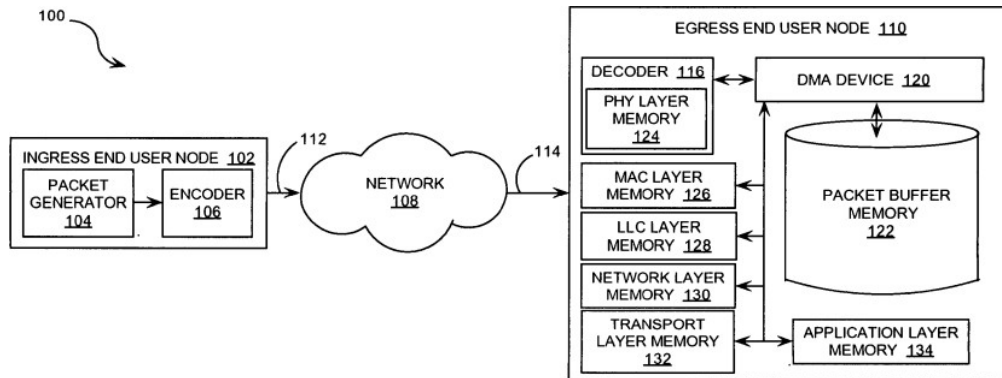 100
INGRESS END USER NODE 102
PACKET
GENERATOR
104
ENCODER
106
112
NETWORK
108
114
EGRESS END USER NODE 110
DECODER 116
PHY LAYER
MEMORY
124
DMA DEVICE 120
MAC LAYER
MEMORY 126
LLC LAYER
MEMORY 128
NETWORK LAYER
MEMORY 130
TRANSPORT
LAYER MEMORY
132
PACKET BUFFER
MEMORY
122
APPLICATION LAYER
MEMORY 134